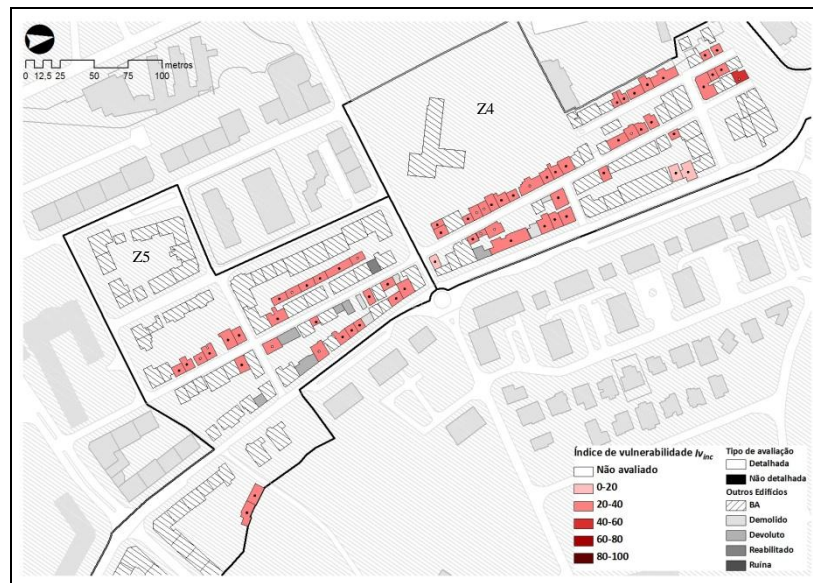 metros
0 12,5 25 50 75 100
Z4
Z5
Índice de vulnerabilidade Iv_inc
Não avaliado
0-20
20-40
40-60
60-80
80-100
Tipo de avaliação
Detalhada
Não detalhada
Outros Edifícios
BA
Demolido
Devoluto
Reabilitado
Ruína